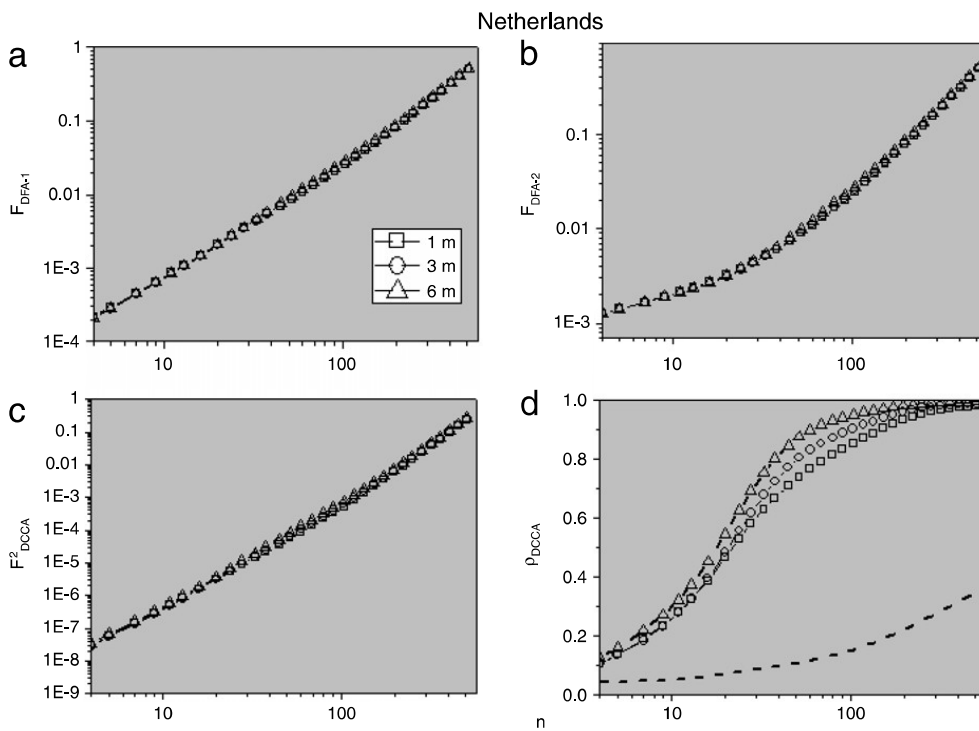 Netherlands
a
1
0.1
0.01
1E-3
1E-4
F_DFA-1
10
100
1 m
3 m
6 m
b
0.1
0.01
1E-3
F_DFA-2
10
100
c
1
0.1
0.01
1E-3
1E-4
1E-5
1E-6
1E-7
1E-8
1E-9
F²_DCCA
10
100
d
1.0
0.8
0.6
0.4
0.2
0.0
ρ_DCCA
n
10
100